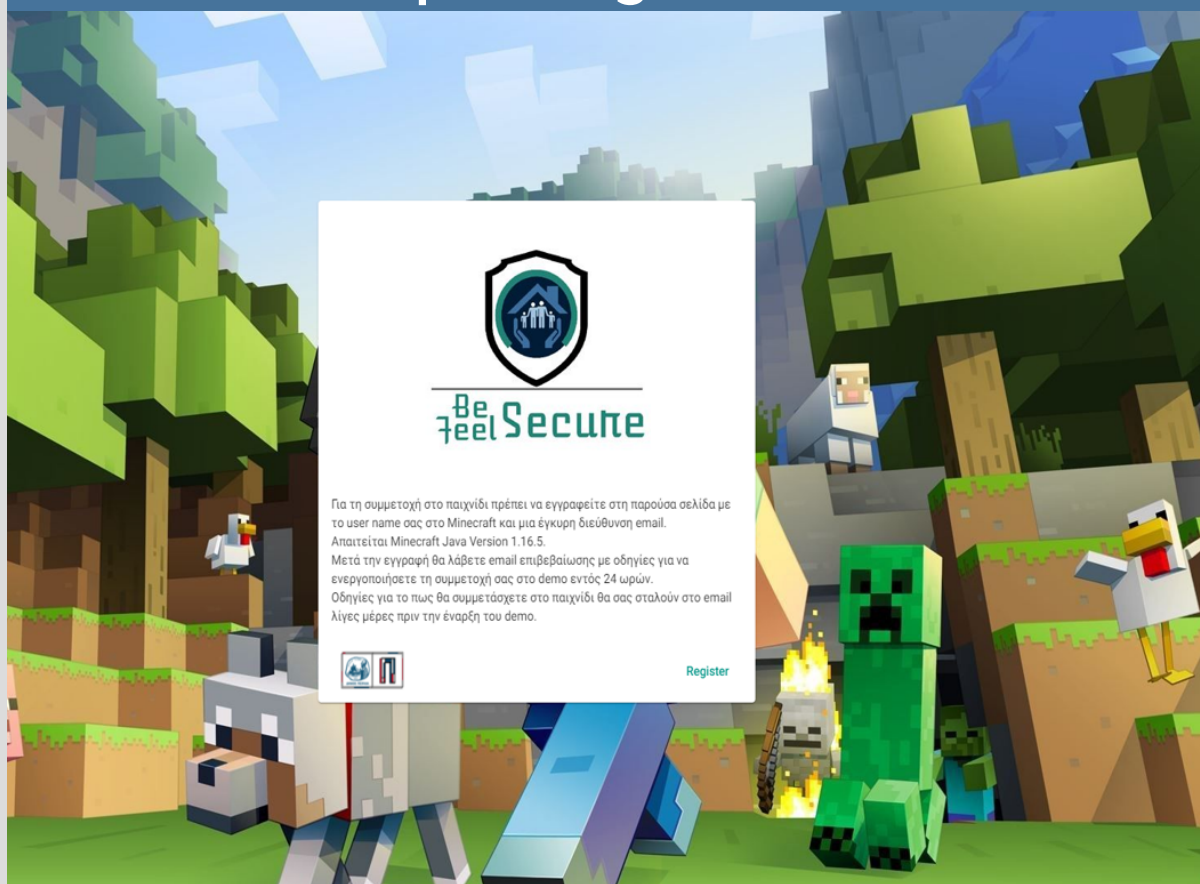 Be
Feel Secure
Για τη συμμετοχή στο παιχνίδι πρέπει να εγγραφείτε στη παρούσα σελίδα με
το user name σας στο Minecraft και μια έγκυρη διεύθυνση email.
Απαιτείται Minecraft Java Version 1.16.5.
Μετά την εγγραφή θα λάβετε email επιβεβαίωσης με οδηγίες για να
ενεργοποιήσετε τη συμμετοχή σας στο demo εντός 24 ωρών.
Οδηγίες για το πως θα συμμετάσχετε στο παιχνίδι θα σας σταλούν στο email
λίγες μέρες πριν την έναρξη του demo.
Register